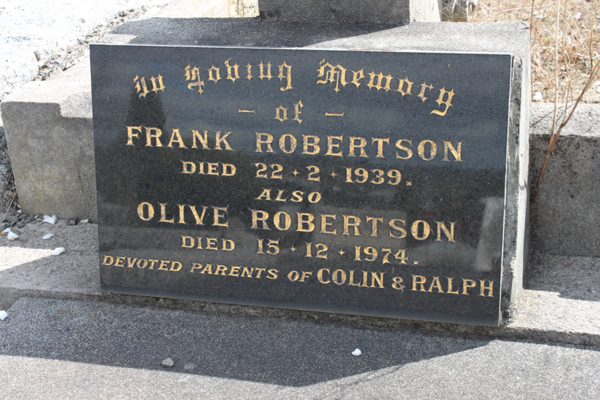 In Loving Memory
— of —
FRANK ROBERTSON
DIED 22·2·1939.
ALSO
OLIVE ROBERTSON
DIED 15·12·1974.
DEVOTED PARENTS OF COLIN & RALPH